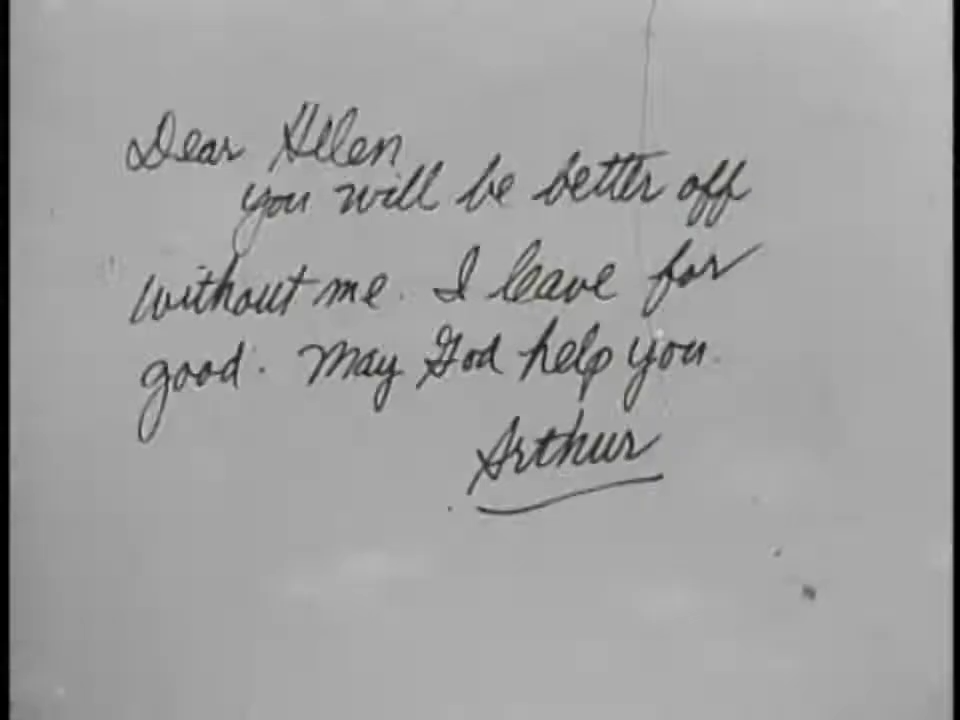 Dear Helen
you will be better off
without me. I leave for
good. May God help you.
Arthur